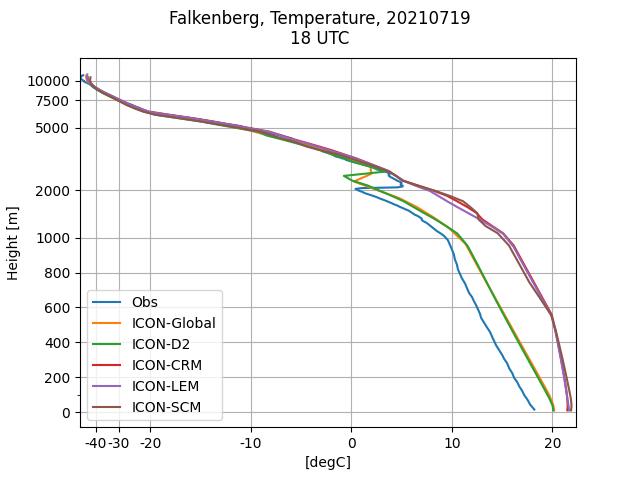 Falkenberg, Temperature, 20210719
18 UTC
10000
7500
5000
2000
1000
800
600
400
200
0
Height [m]
Obs
ICON-Global
ICON-D2
ICON-CRM
ICON-LEM
ICON-SCM
-40 -30 -20 -10 0 10 20
[degC]